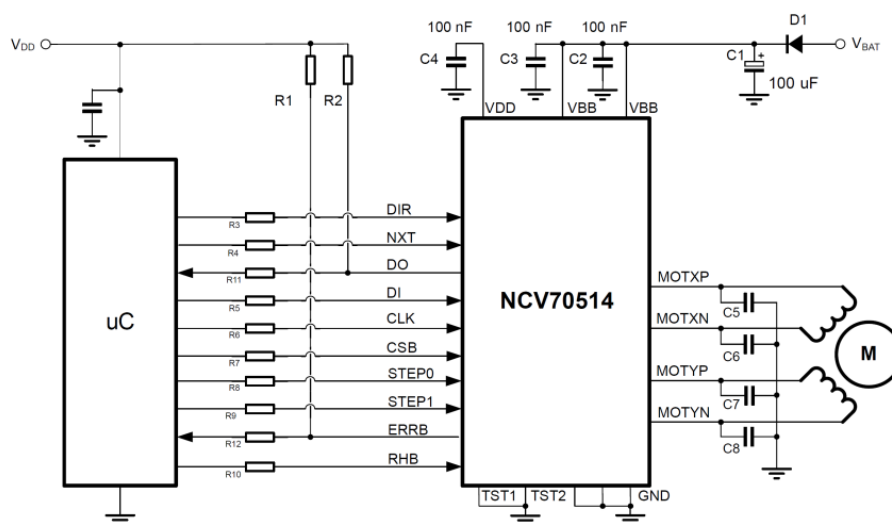 100 nF
100 nF
100 nF
D1
VDD
C4
C3
C2
C1
+
VBAT
100 uF
R1
R2
VDD
VBB
VBB
DIR
R3
NXT
R4
DO
R11
DI
R5
uC
CLK
R6
CSB
R7
STEP0
R8
STEP1
R9
ERRB
R12
RHB
R10
NCV70514
MOTXP
C5
MOTXN
C6
M
MOTYP
C7
MOTYN
C8
TST1
TST2
GND